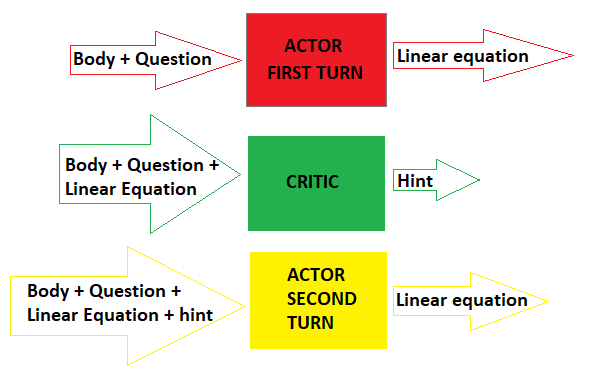 Body + Question
ACTOR
FIRST TURN
Linear equation
Body + Question +
Linear Equation
CRITIC
Hint
Body + Question +
Linear Equation + hint
ACTOR
SECOND
TURN
Linear equation